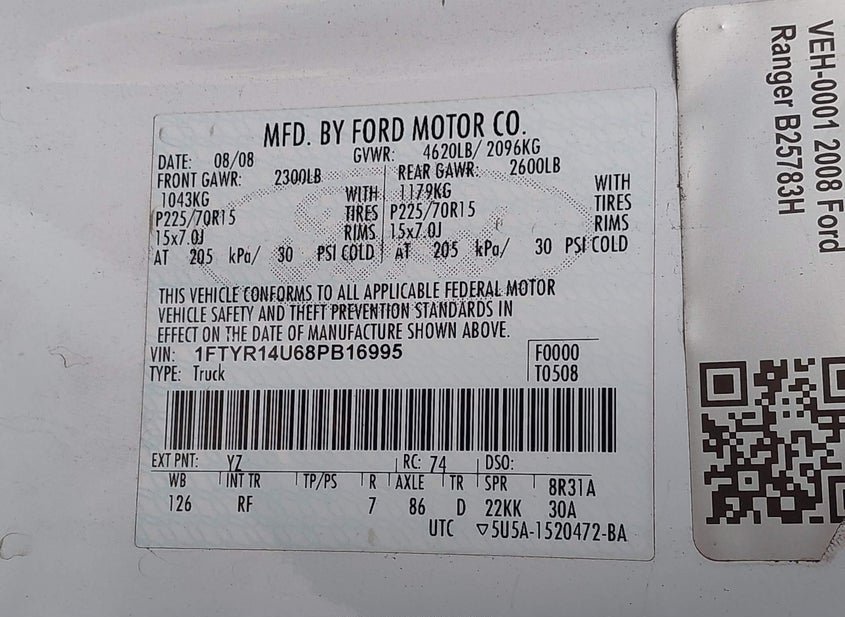 MFD. BY FORD MOTOR CO.
DATE: 08/08 GVWR: 4620LB/ 2096KG
FRONT GAWR: 2300LB REAR GAWR: 2600LB
1043KG WITH 1179KG WITH
P225/70R15 TIRES P225/70R15 TIRES
15x7.0J RIMS 15x7.0J RIMS
AT 205 kPa/ 30 PSI COLD AT 205 kPa/ 30 PSI COLD
THIS VEHICLE CONFORMS TO ALL APPLICABLE FEDERAL MOTOR
VEHICLE SAFETY AND THEFT PREVENTION STANDARDS IN
EFFECT ON THE DATE OF MANUFACTURE SHOWN ABOVE.
VIN: 1FTYR14U68PB16995 F0000
TYPE: Truck T0508
EXT PNT: YZ RC: 74 DSO:
WB INT TR TP/PS R AXLE TR SPR 8R31A
126 RF 7 86 D 22KK 30A
UTC ▽5U5A-1520472-BA
VEH-0001 2008 Ford
Ranger B25783H